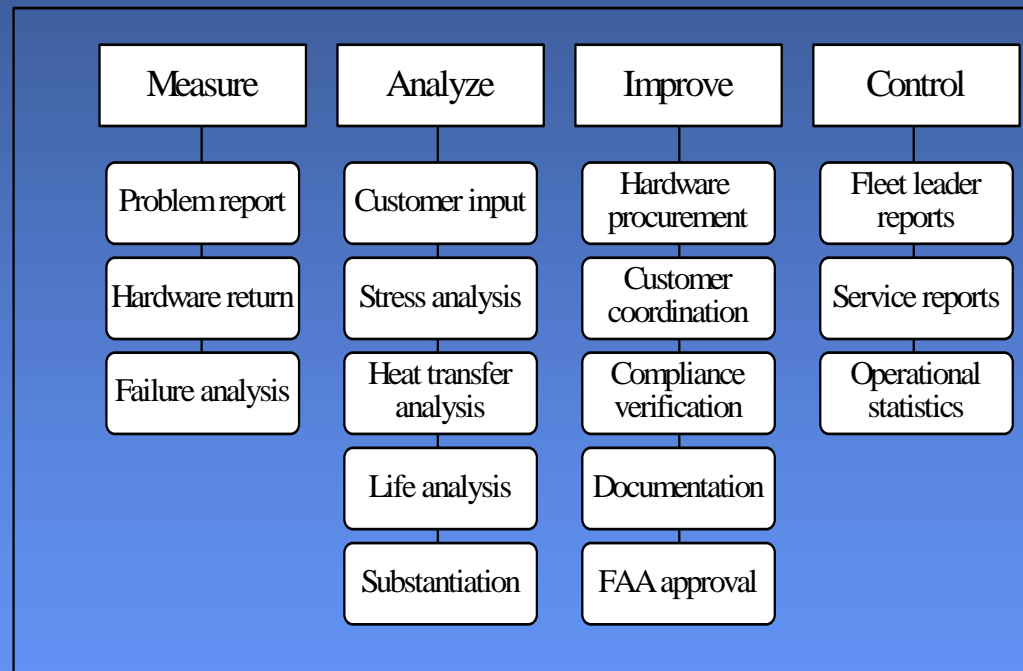 Measure
Problem report
Hardware return
Failure analysis
Analyze
Customer input
Stress analysis
Heat transfer
analysis
Life analysis
Substantiation
Improve
Hardware
procurement
Customer
coordination
Compliance
verification
Documentation
FAA approval
Control
Fleet leader
reports
Service reports
Operational
statistics